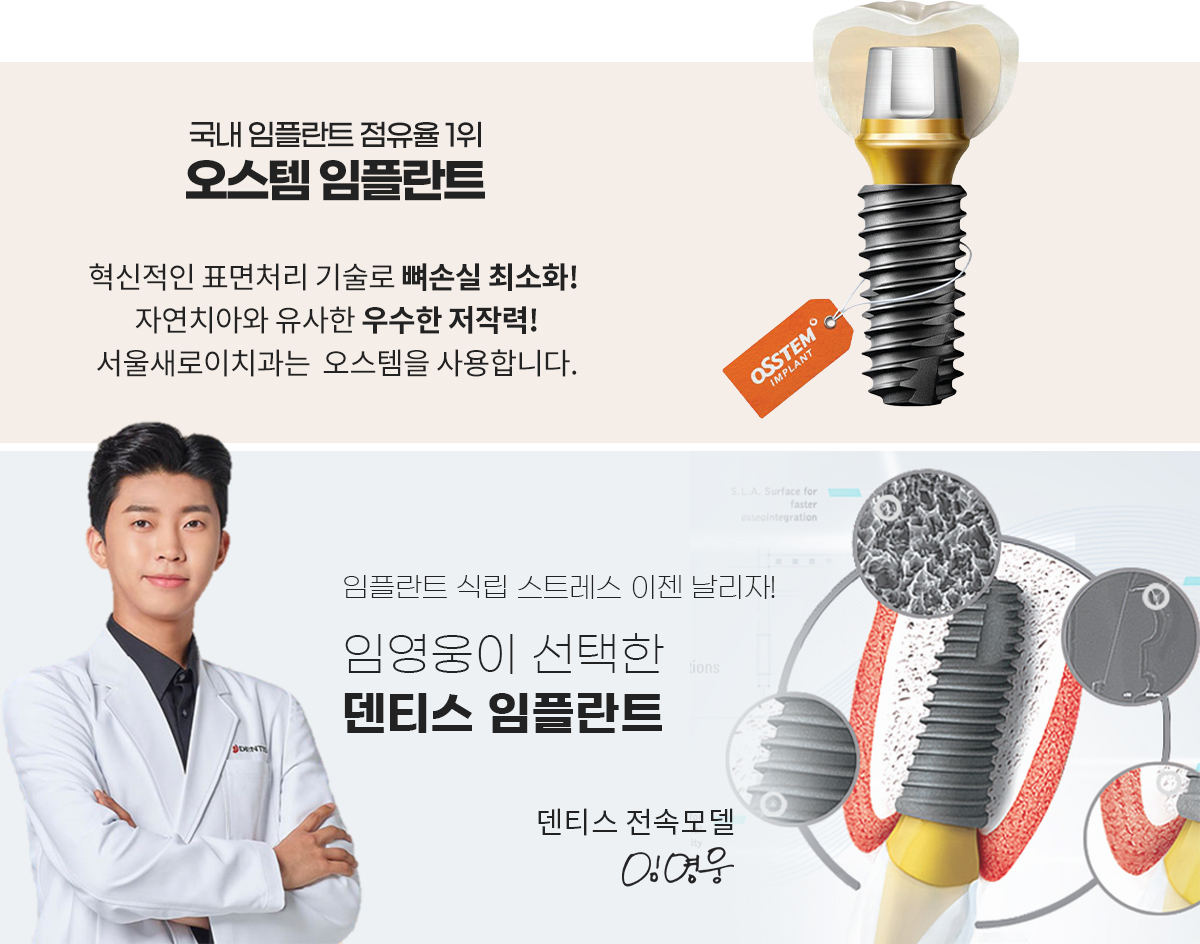 국내 임플란트 점유율 1위
오스템 임플란트
혁신적인 표면처리 기술로 뼈손실 최소화!
자연치아와 유사한 우수한 저작력!
서울새로이치과는 오스템을 사용합니다.
OSSTEM
IMPLANT
S.L.A. Surface for
faster
osseointegration
임플란트 식립 스트레스 이젠 날리자!
임영웅이 선택한
덴티스 임플란트
DENTIS
덴티스 전속모델
임영웅